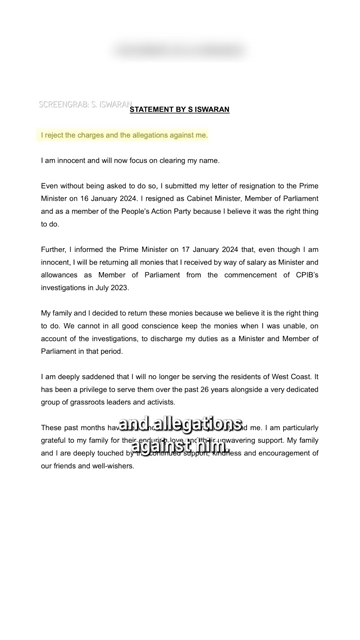 SCREENGRAB: S. ISWARAN
STATEMENT BY S ISWARAN
I reject the charges and the allegations against me.
I am innocent and will now focus on clearing my name.
Even without being asked to do so, I submitted my letter of resignation to the Prime
Minister on 16 January 2024. I resigned as Cabinet Minister, Member of Parliament
and as a member of the People's Action Party because I believe it was the right thing
to do.
Further, I informed the Prime Minister on 17 January 2024 that, even though I am
innocent, I will be returning all monies that I received by way of salary as Minister and
allowances as Member of Parliament from the commencement of CPIB's
investigations in July 2023.
My family and I decided to return these monies because we believe it is the right thing
to do. We cannot in all good conscience keep the monies when I was unable, on
account of the investigations, to discharge my duties as a Minister and Member of
Parliament in that period.
I am deeply saddened that I will no longer be serving the residents of West Coast. It
has been a privilege to serve them over the past 26 years alongside a very dedicated
group of grassroots leaders and activists.
These past months me. I am particularly
and allegations
grateful to my family for their enduring love and their unwavering support. My family
against him.
and I are deeply touched by continued support, kindness and encouragement of
our friends and well-wishers.